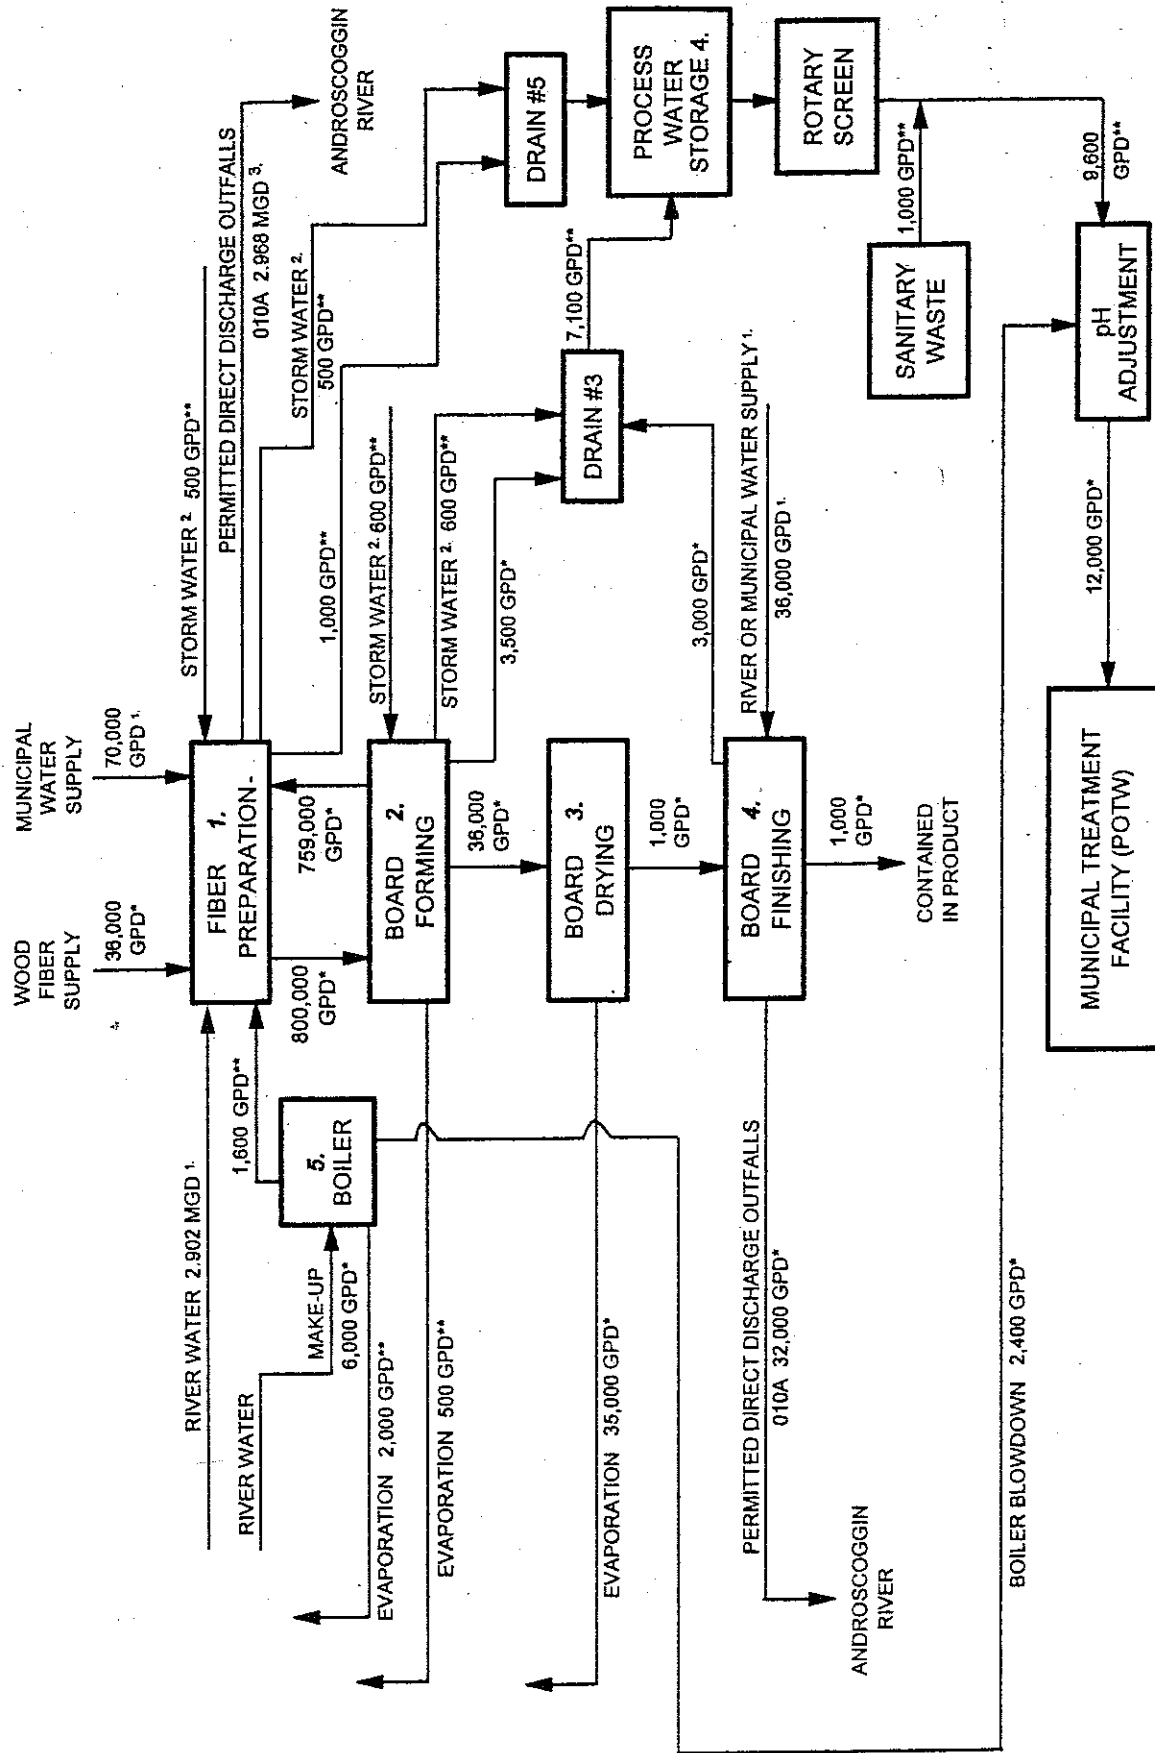 WOOD
FIBER
SUPPLY
36,000
GPD*
MUNICIPAL
WATER
SUPPLY
70,000
GPD 1.
STORM WATER 2. 500 GPD**
PERMITTED DIRECT DISCHARGE OUTFALLS
010A 2.968 MGD 3.
ANDROSCOGGIN
RIVER
RIVER WATER 2.902 MGD 1.
RIVER WATER
MAKE-UP
6,000 GPD*
1,600 GPD**
5.
BOILER
EVAPORATION 2,000 GPD**
FIBER 1.
PREPARATION-
STORM WATER 2.
500 GPD**
1,000 GPD**
DRAIN #5
800,000
GPD*
759,000
GPD*
STORM WATER 2. 600 GPD**
BOARD 2.
FORMING
STORM WATER 2. 600 GPD**
3,500 GPD*
EVAPORATION 500 GPD**
36,000
GPD*
DRAIN #3
7,100 GPD**
PROCESS
WATER
STORAGE 4.
BOARD 3.
DRYING
EVAPORATION 35,000 GPD*
1,000
GPD*
3,000 GPD*
RIVER OR MUNICIPAL WATER SUPPLY 1.
36,000 GPD 1.
ROTARY
SCREEN
BOARD 4.
FINISHING
PERMITTED DIRECT DISCHARGE OUTFALLS
010A 32,000 GPD*
ANDROSCOGGIN
RIVER
1,000
GPD*
CONTAINED
IN PRODUCT
SANITARY
WASTE
1,000 GPD**
9,600
GPD**
BOILER BLOWDOWN 2,400 GPD*
pH
ADJUSTMENT
12,000 GPD*
MUNICIPAL TREATMENT
FACILITY (POTW)